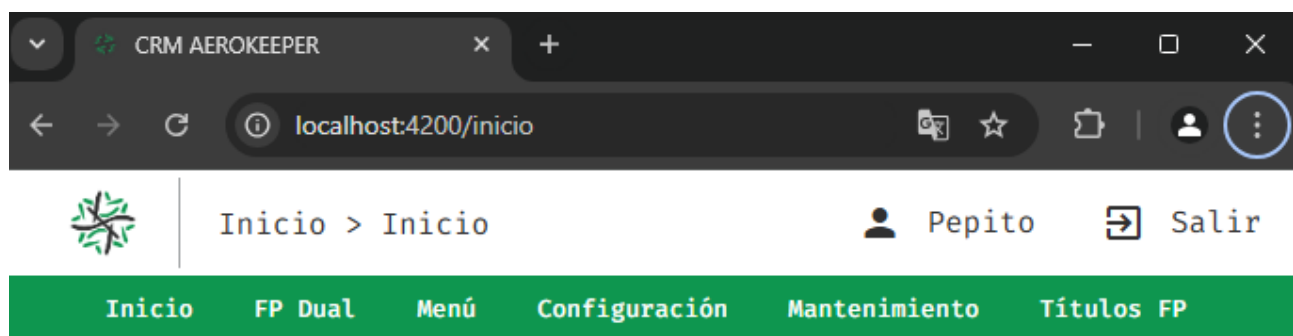 CRM AEROKEEPER
localhost:4200/inicio
Inicio > Inicio Pepito Salir
Inicio FP Dual Menú Configuración Mantenimiento Títulos FP